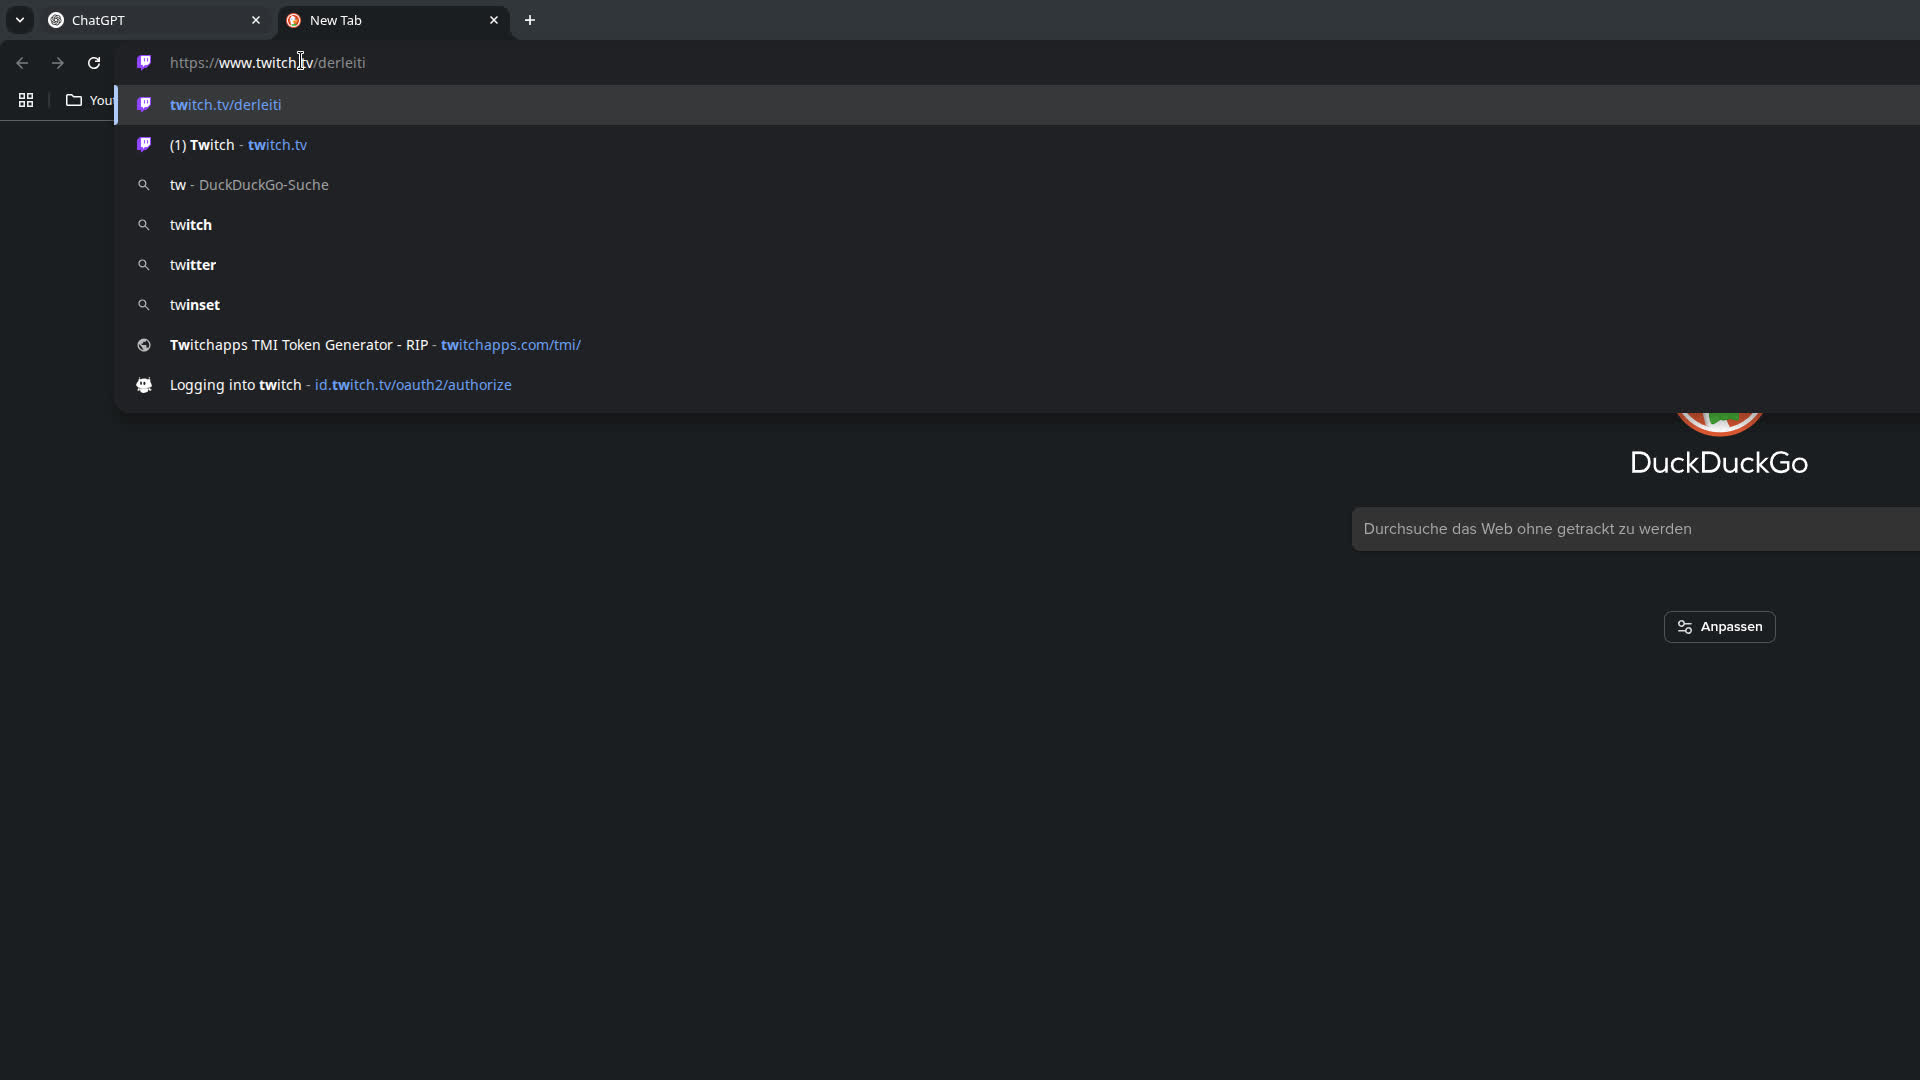 ChatGPT
New Tab
https://www.twitch.tv/derleiti
twitch.tv/derleiti
(1) Twitch - twitch.tv
tw - DuckDuckGo-Suche
twitch
twitter
twinset
Twitchapps TMI Token Generator - RIP - twitchapps.com/tmi/
Logging into twitch - id.twitch.tv/oauth2/authorize
DuckDuckGo
Durchsuche das Web ohne getrackt zu werden
Anpassen